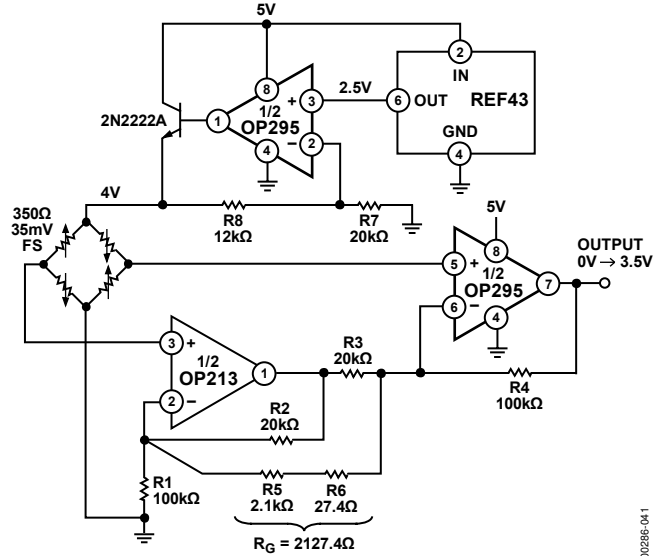 5V
2
IN
2.5V
6
OUT
REF43
GND
4
8
1/2
OP295
+
3
−
2
1
4
2N2222A
4V
R8
12kΩ
R7
20kΩ
350Ω
35mV
FS
5V
8
5
+
1/2
OP295
6
−
7
4
OUTPUT
0V → 3.5V
3
+
1/2
OP213
1
2
−
R3
20kΩ
R4
100kΩ
R2
20kΩ
R1
100kΩ
R5
2.1kΩ
R6
27.4Ω
RG = 2127.4Ω
00286-041